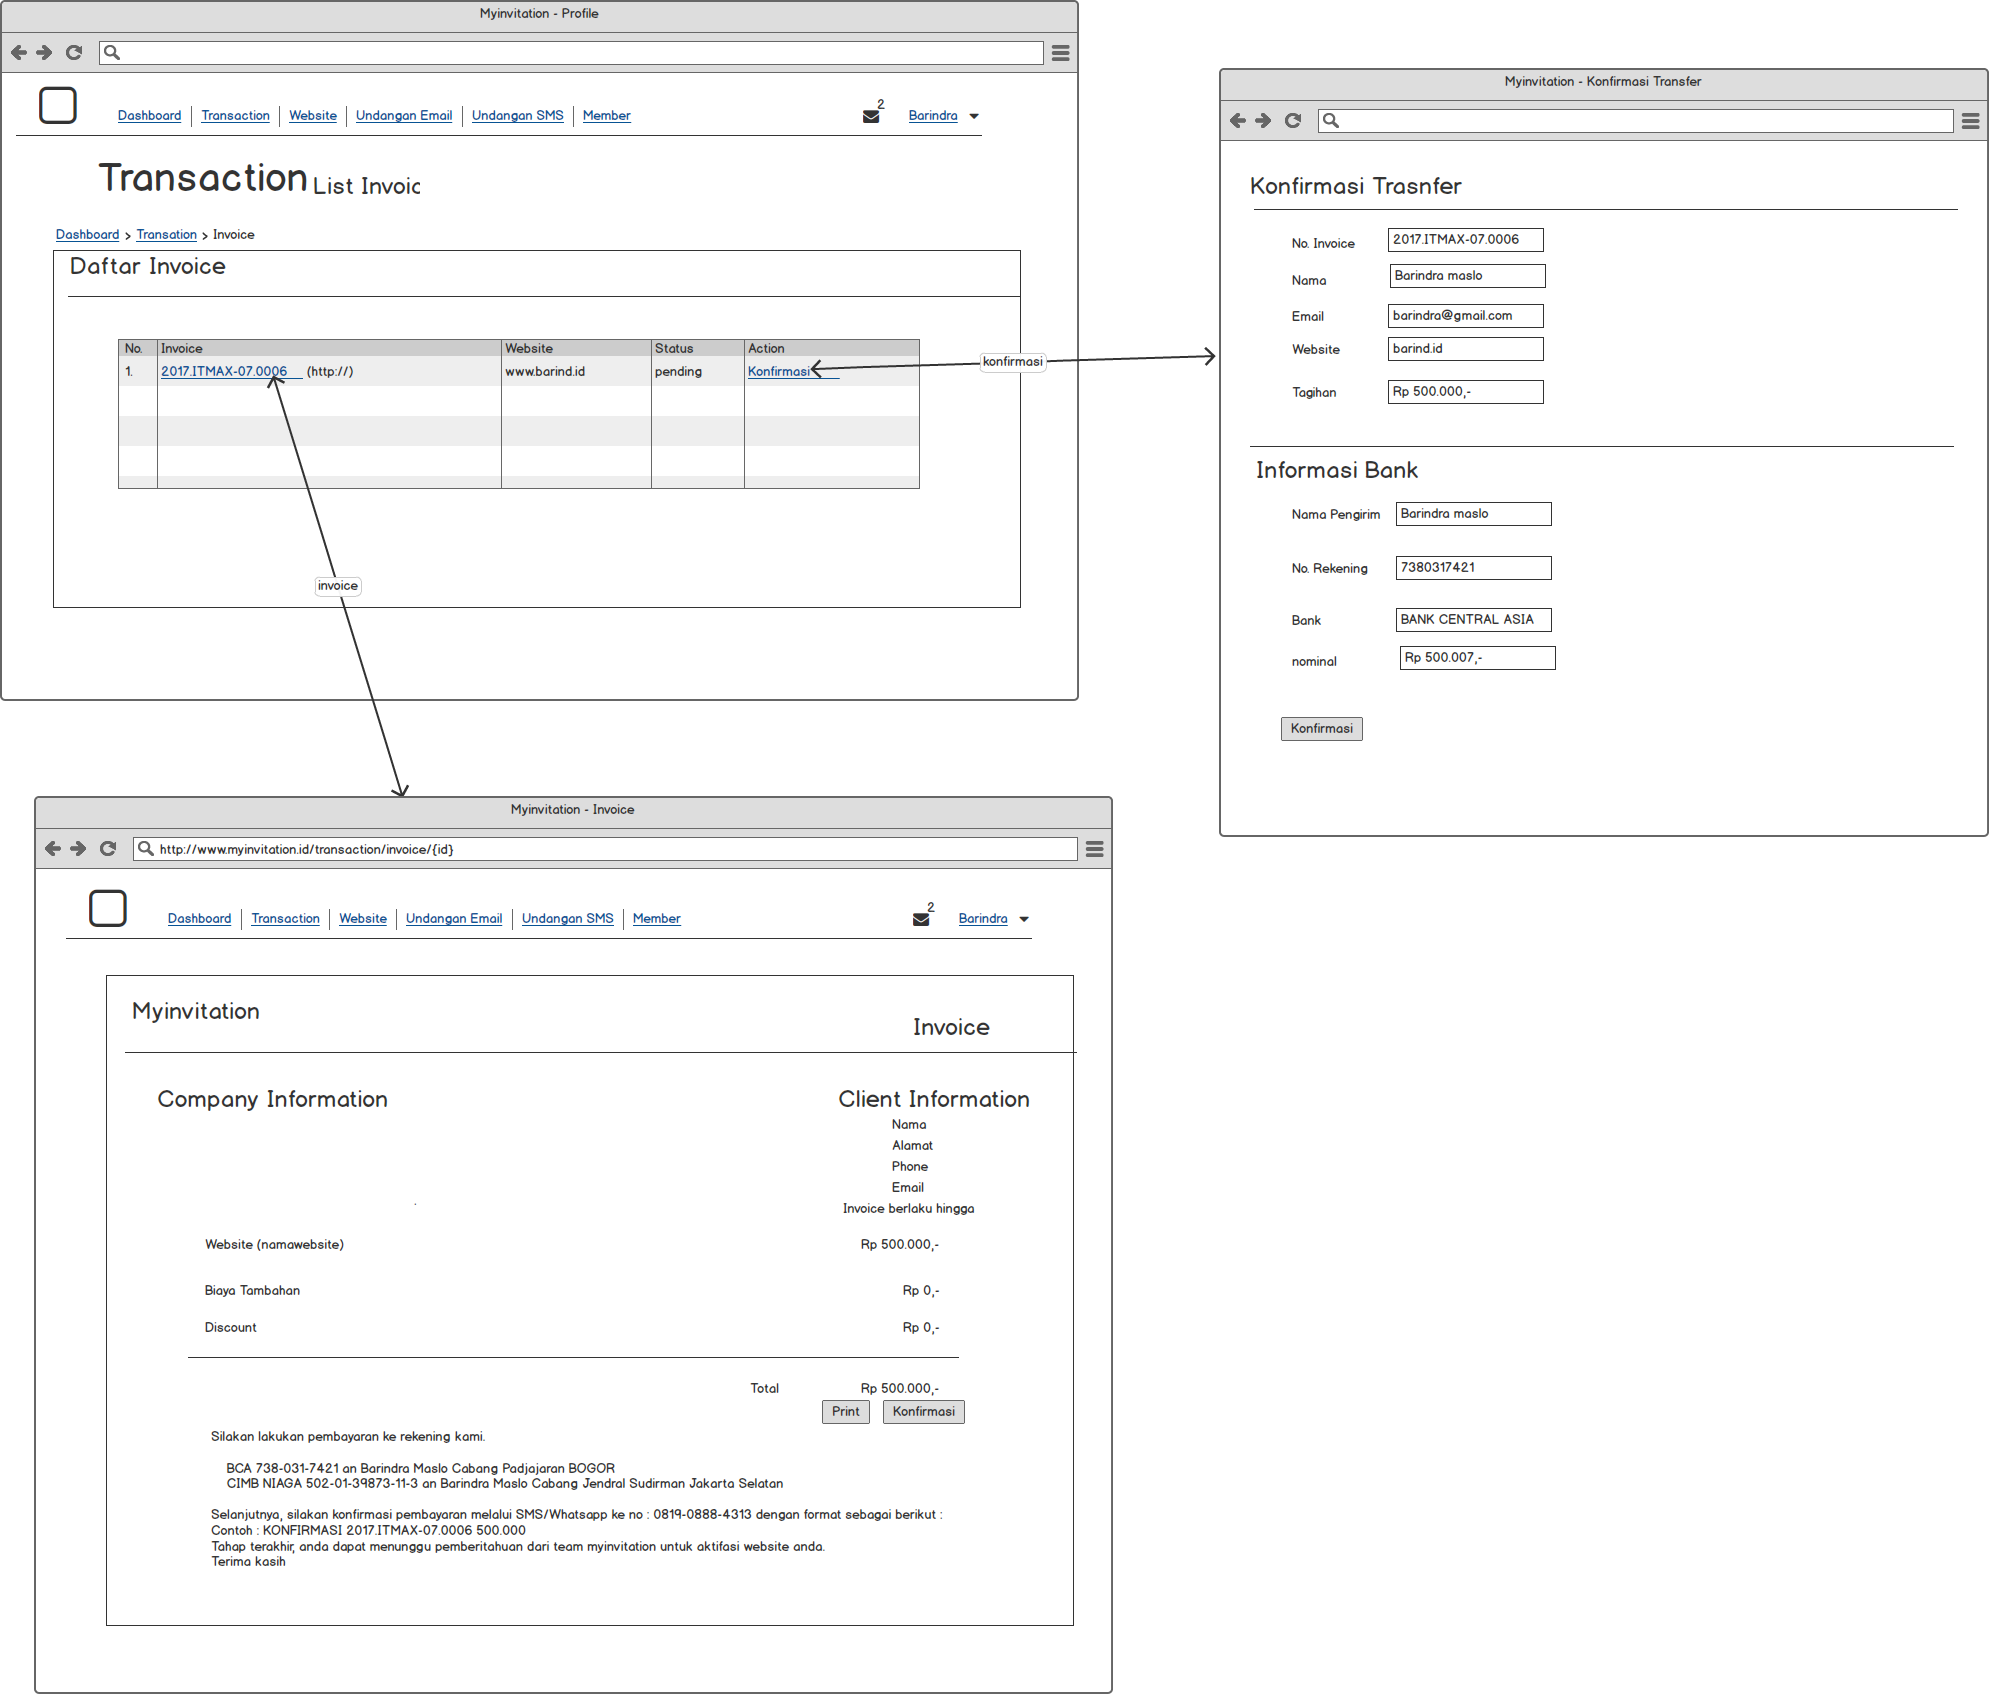 Myinvitation - Profile
Dashboard Transaction Website Undangan Email Undangan SMS Member 2 Barindra
Transaction List Invoic
Dashboard > Transation > Invoice
Daftar Invoice
No. Invoice Website Status Action
1. 2017.ITMAX-07.0006 (http://) www.barind.id pending Konfirmasi
konfirmasi
invoice
Myinvitation - Konfirmasi Transfer
Konfirmasi Trasnfer
No. Invoice 2017.ITMAX-07.0006
Nama Barindra maslo
Email barindra@gmail.com
Website barind.id
Tagihan Rp 500.000,-
Informasi Bank
Nama Pengirim Barindra maslo
No. Rekening 7380317421
Bank BANK CENTRAL ASIA
nominal Rp 500.007,-
Konfirmasi
Myinvitation - Invoice
http://www.myinvitation.id/transaction/invoice/{id}
Dashboard Transaction Website Undangan Email Undangan SMS Member 2 Barindra
Myinvitation
Invoice
Company Information Client Information
Nama
Alamat
Phone
Email
Invoice berlaku hingga
Website (namawebsite) Rp 500.000,-
Biaya Tambahan Rp 0,-
Discount Rp 0,-
Total Rp 500.000,-
Print Konfirmasi
Silakan lakukan pembayaran ke rekening kami.
BCA 738-031-7421 an Barindra Maslo Cabang Padjajaran BOGOR
CIMB NIAGA 502-01-39873-11-3 an Barindra Maslo Cabang Jendral Sudirman Jakarta Selatan
Selanjutnya, silakan konfirmasi pembayaran melalui SMS/Whatsapp ke no : 0819-0888-4313 dengan format sebagai berikut :
Contoh : KONFIRMASI 2017.ITMAX-07.0006 500.000
Tahap terakhir, anda dapat menunggu pemberitahuan dari team myinvitation untuk aktifasi website anda.
Terima kasih